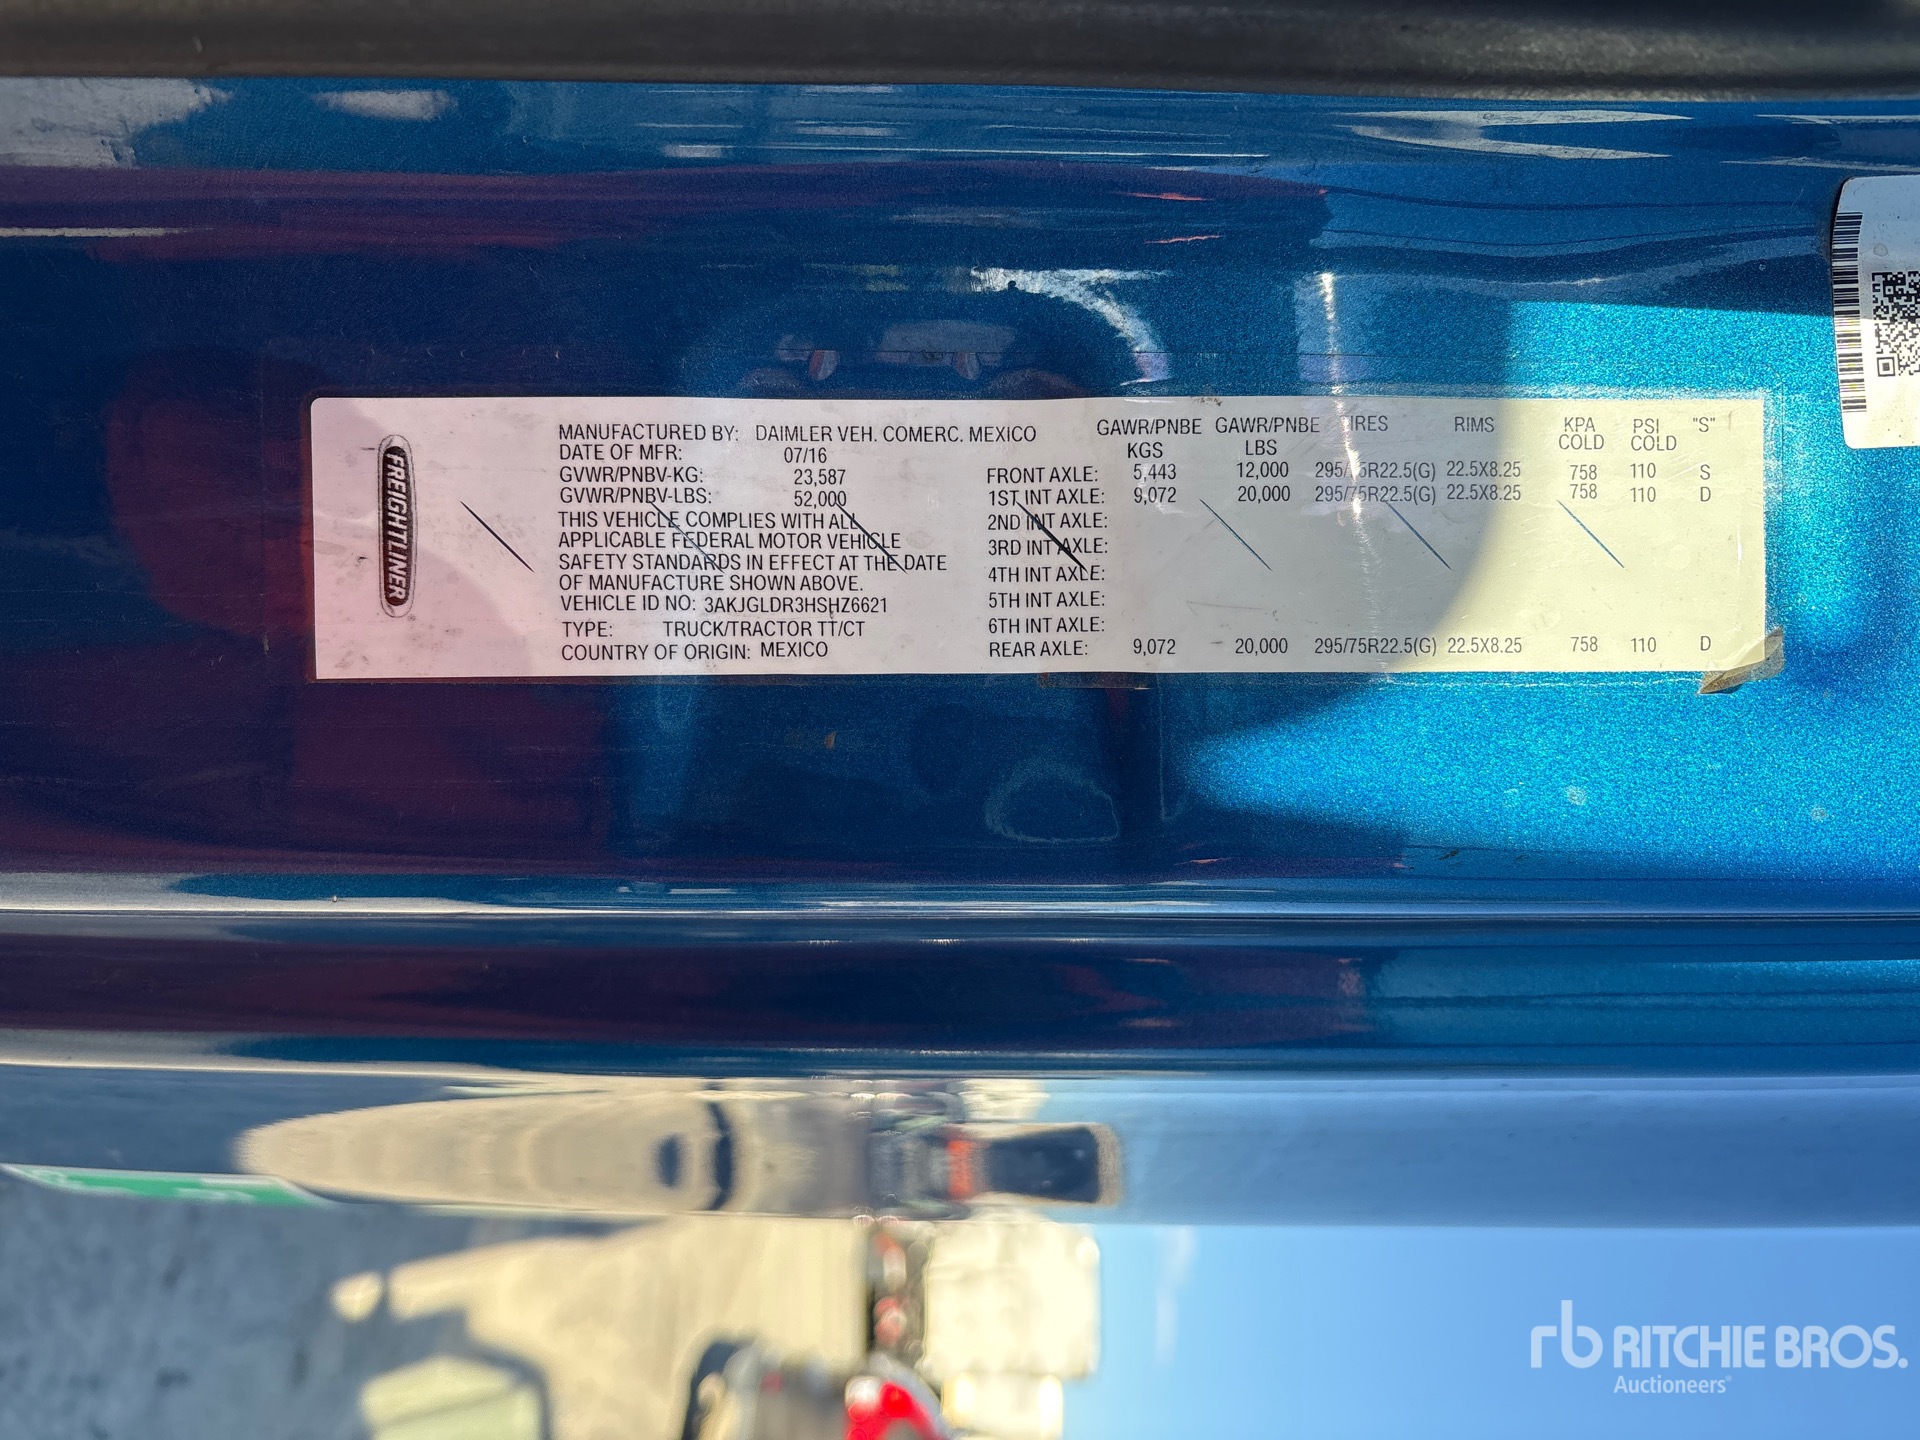 FREIGHTLINER
MANUFACTURED BY: DAIMLER VEH. COMERC. MEXICO
DATE OF MFR: 07/16
GVWR/PNBV-KG: 23,587
GVWR/PNBV-LBS: 52,000
THIS VEHICLE COMPLIES WITH ALL
APPLICABLE FEDERAL MOTOR VEHICLE
SAFETY STANDARDS IN EFFECT AT THE DATE
OF MANUFACTURE SHOWN ABOVE.
VEHICLE ID NO: 3AKJGLDR3HSHZ6621
TYPE: TRUCK/TRACTOR TT/CT
COUNTRY OF ORIGIN: MEXICO
GAWR/PNBE KGS GAWR/PNBE LBS TIRES RIMS KPA COLD PSI COLD "S"
FRONT AXLE: 5,443 12,000 295/75R22.5(G) 22.5X8.25 758 110 S
1ST INT AXLE: 9,072 20,000 295/75R22.5(G) 22.5X8.25 758 110 D
2ND INT AXLE:
3RD INT AXLE:
4TH INT AXLE:
5TH INT AXLE:
6TH INT AXLE:
REAR AXLE: 9,072 20,000 295/75R22.5(G) 22.5X8.25 758 110 D
rb RITCHIE BROS.
Auctioneers